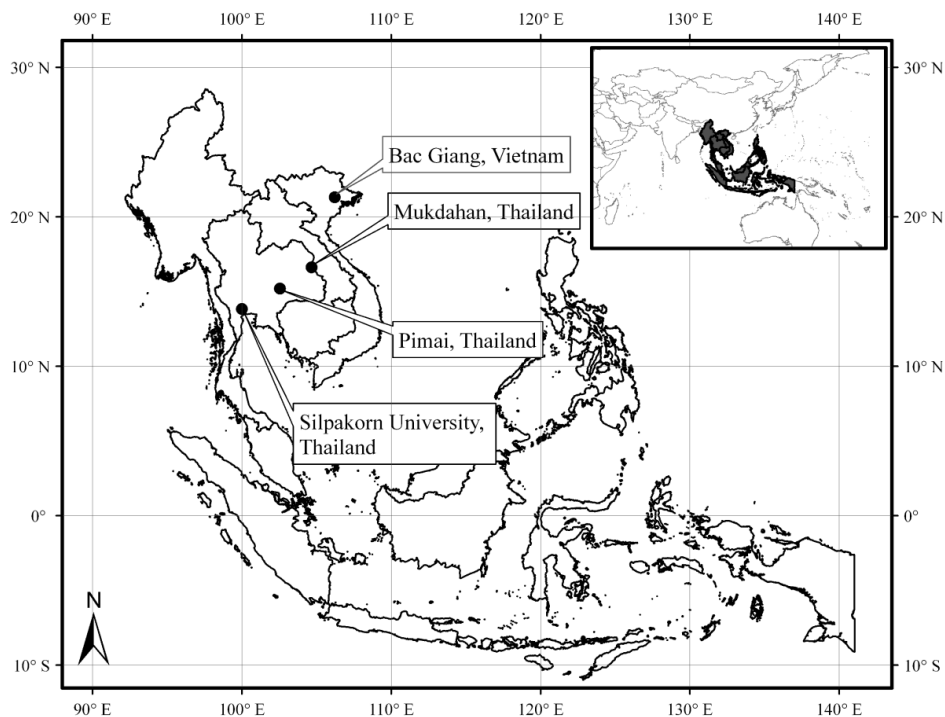 90° E 100° E 110° E 120° E 130° E 140° E
30° N 30° N
Bac Giang, Vietnam
20° N Mukdahan, Thailand 20° N
Pimai, Thailand
10° N 10° N
Silpakorn University,
Thailand
0° 0°
N
10° S 10° S
90° E 100° E 110° E 120° E 130° E 140° E